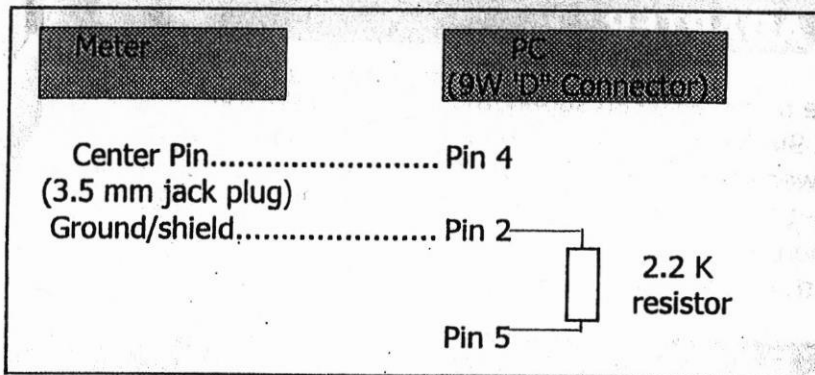 Meter PC
(9W 'D" Connector)
Center Pin.......................... Pin 4
(3.5 mm jack plug)
Ground/shield...................... Pin 2
2.2 K
resistor
Pin 5